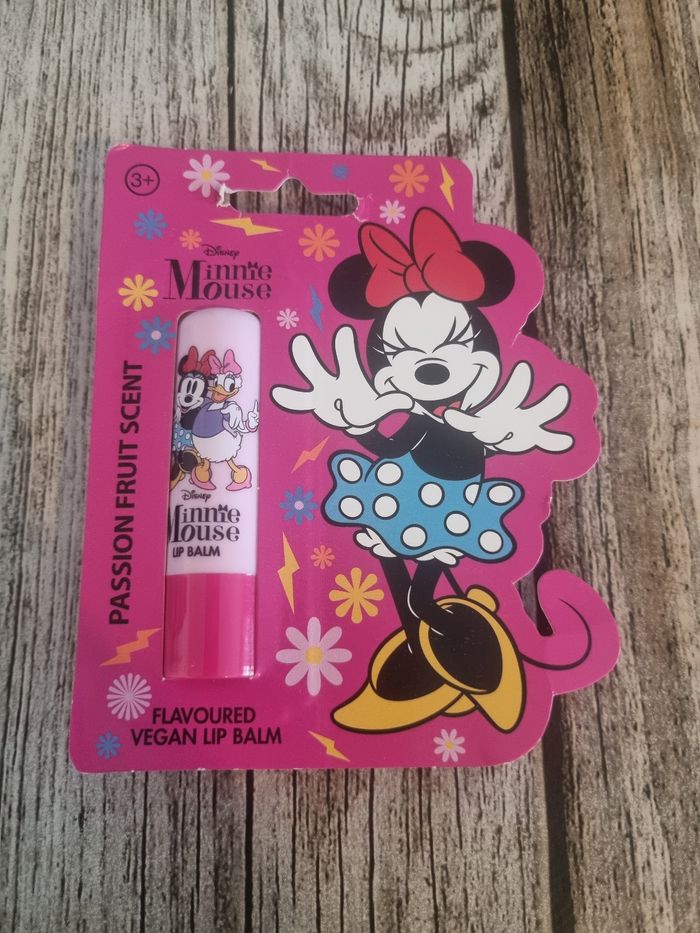 3+
Disney
Minnie
Mouse
PASSION FRUIT SCENT
Disney
Minnie
Mouse
LIP BALM
FLAVOURED
VEGAN LIP BALM